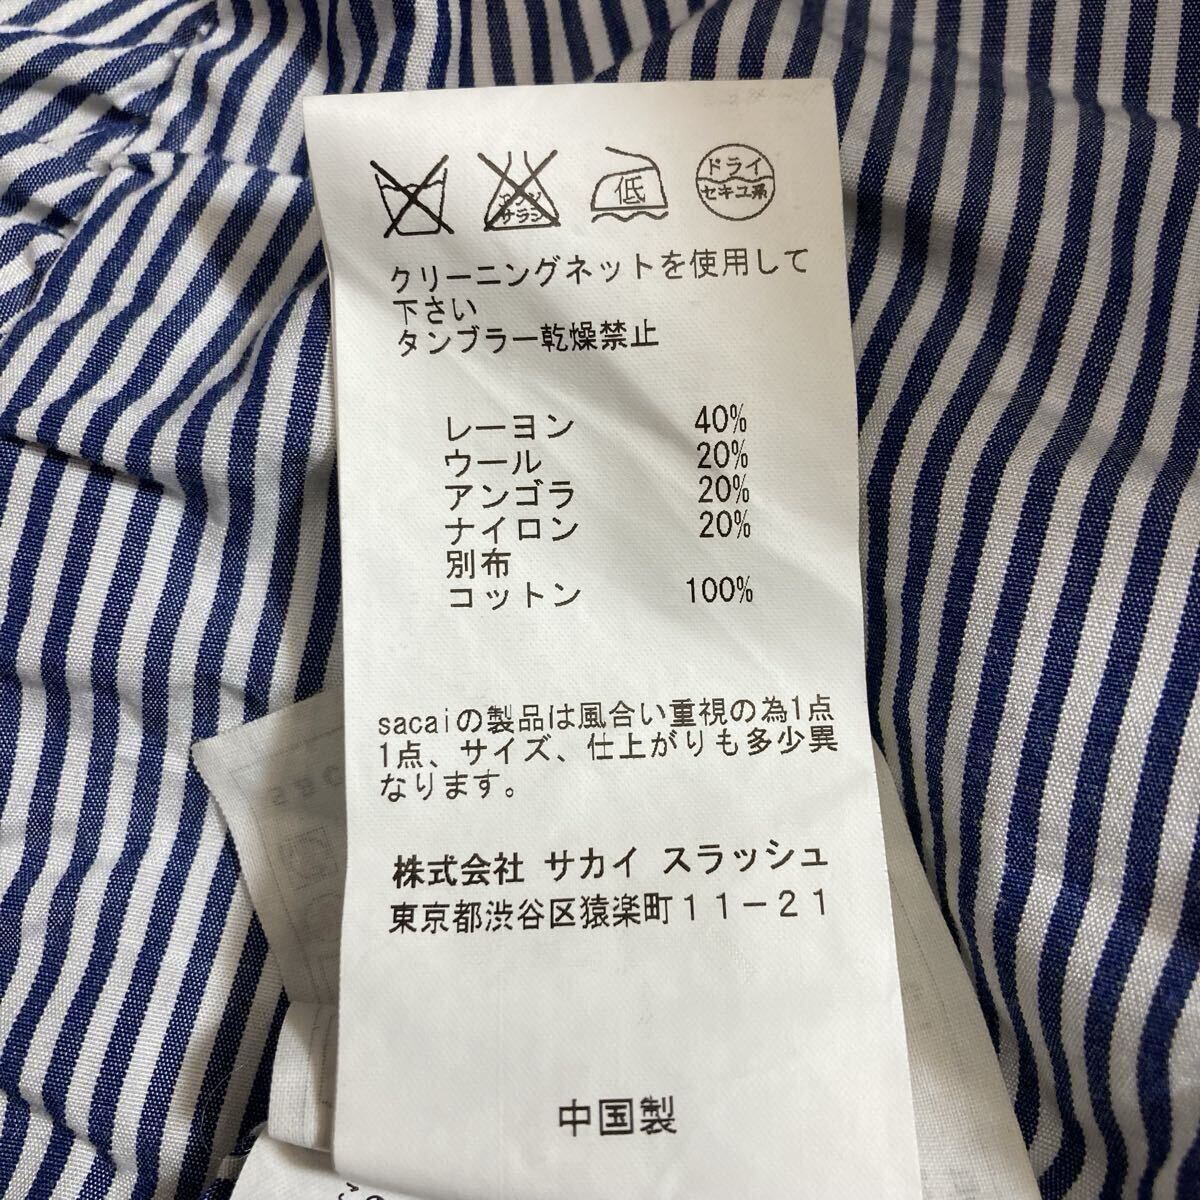 エンソ
サラシ
低
ドライ
セキユ系
クリーニングネットを使用して
下さい
タンブラー乾燥禁止
レーヨン 40%
ウール 20%
アンゴラ 20%
ナイロン 20%
別布
コットン 100%
sacaiの製品は風合い重視の為1点
1点、サイズ、仕上がりも多少異
なります。
株式会社 サカイ スラッシュ
東京都渋谷区猿楽町11-21
中国製